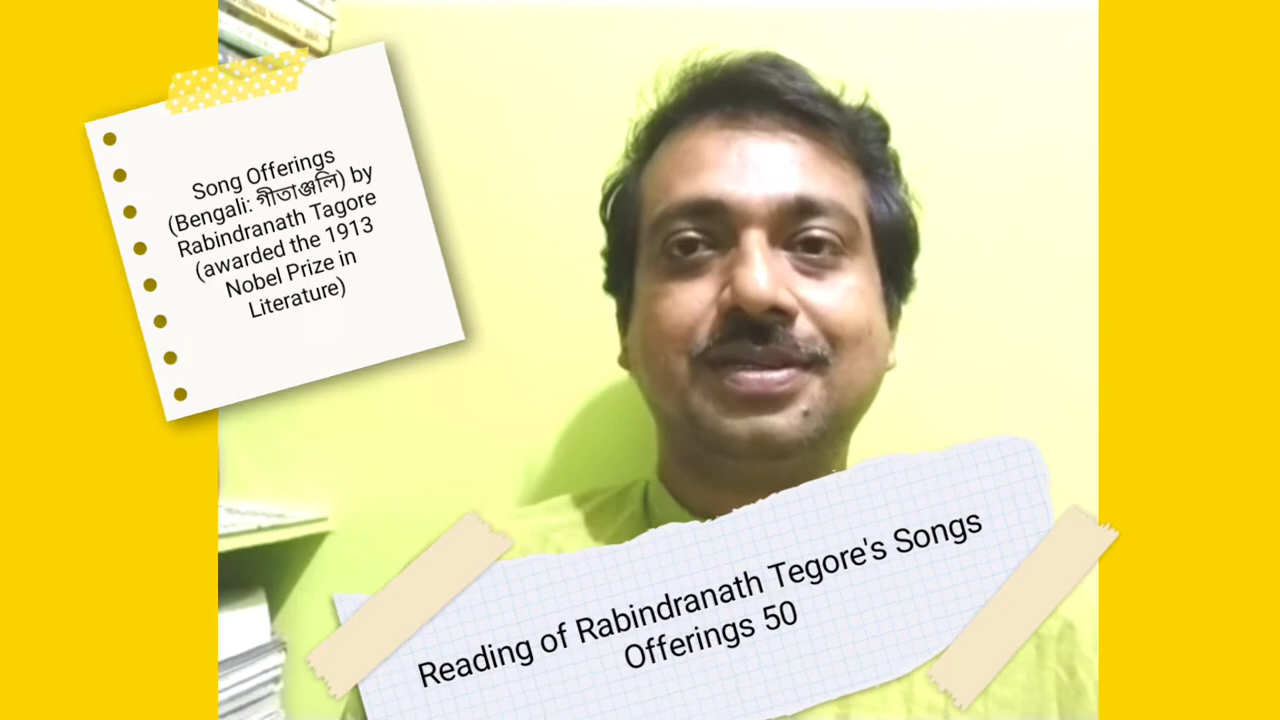 Song Offerings
(Bengali: গীতাঞ্জলি) by
Rabindranath Tagore
(awarded the 1913
Nobel Prize in
Literature)
Reading of Rabindranath Tegore's Songs
Offerings 50